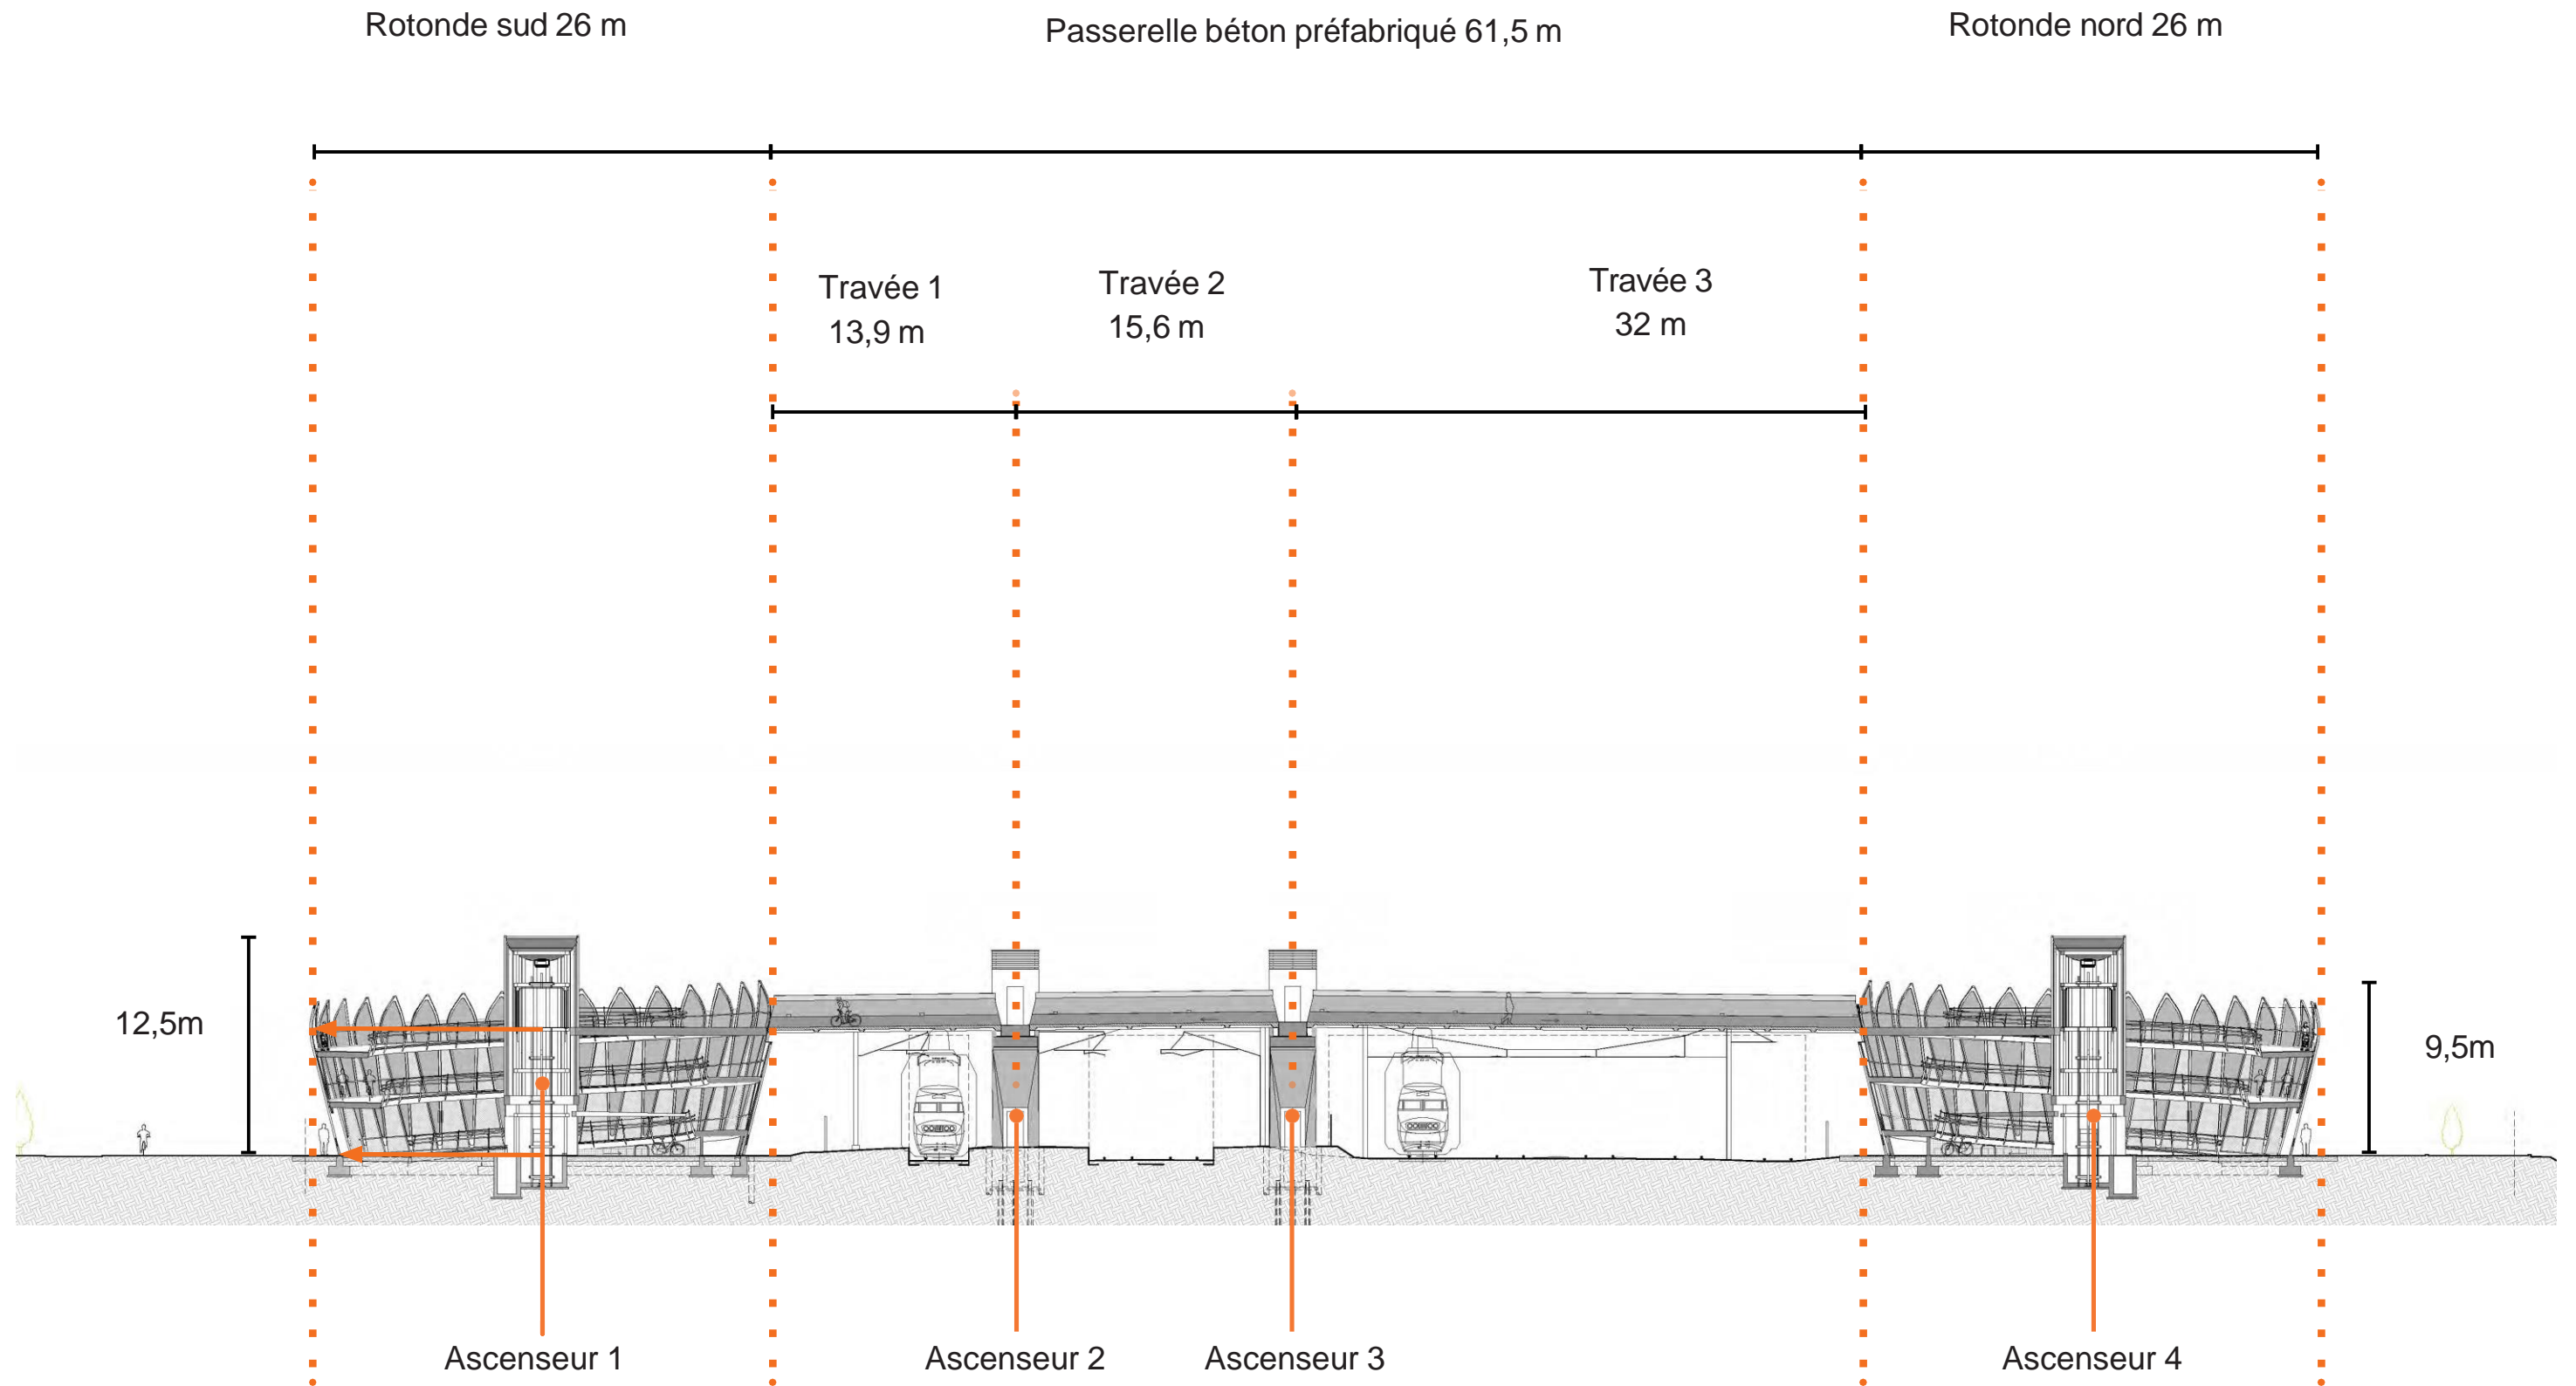 Rotonde sud 26 m
Passerelle béton préfabriqué 61,5 m
Rotonde nord 26 m
Travée 1
13,9 m
Travée 2
15,6 m
Travée 3
32 m
12,5m
9,5m
Ascenseur 1
Ascenseur 2
Ascenseur 3
Ascenseur 4